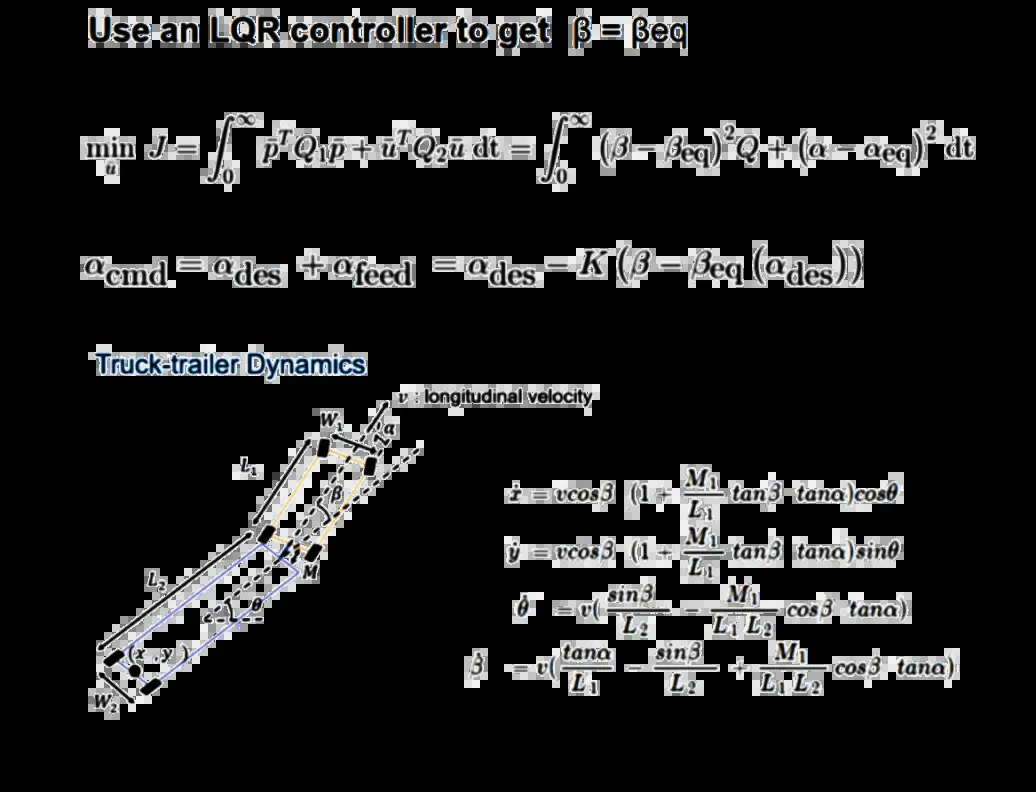 Use an LQR controller to get β = βeq
min ū J = ∫₀^∞ p̄ᵀQ₁p̄ + ūᵀQ₂ū dt = ∫₀^∞ (β − βeq)²Q + (α − αeq)² dt
αcmd = αdes + αfeed = αdes − K(β − βeq(αdes))
Truck-trailer Dynamics
v : longitudinal velocity
W₁
α
L₁
β
ẋ = vcosβ (1 + M₁/L₁ tanβ tanα)cosθ
ẏ = vcosβ (1 + M₁/L₁ tanβ tanα)sinθ
M
L₂
θ
θ̇ = v(sinβ/L₂ − M₁/L₁L₂ cosβ tanα)
(x, y)
β̇ = v(tanα/L₁ − sinβ/L₂ + M₁/L₁L₂ cosβ tanα)
W₂